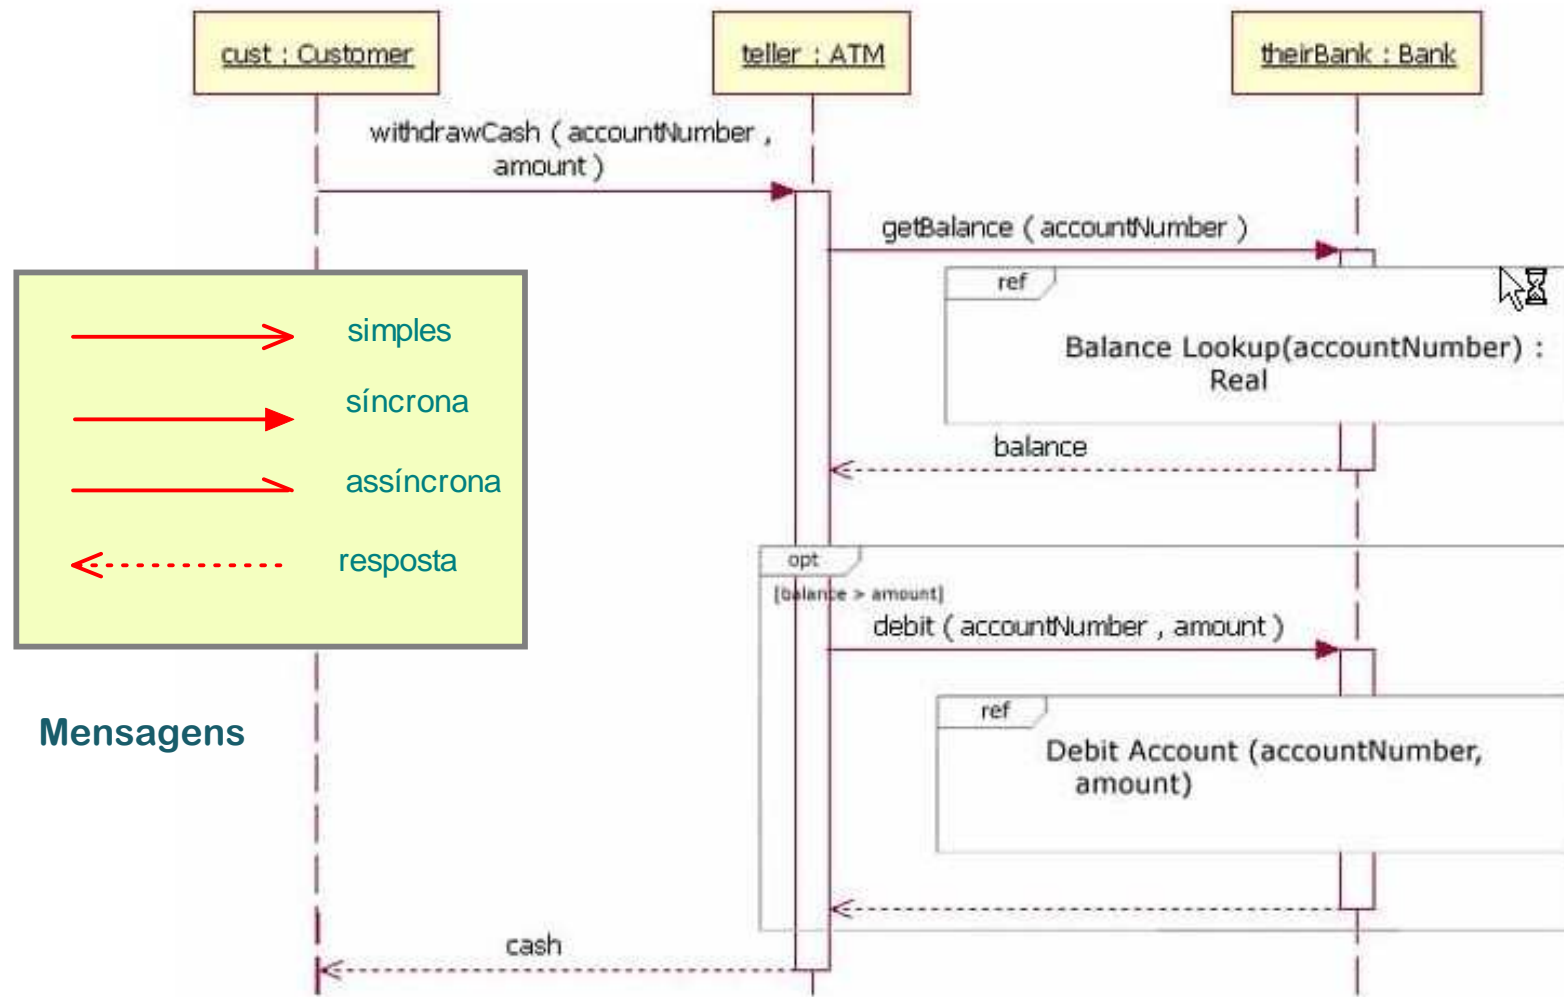 cust : Customer
teller : ATM
theirBank : Bank
withdrawCash ( accountNumber ,
amount )
getBalance ( accountNumber )
ref
Balance Lookup(accountNumber) :
Real
simples
síncrona
assíncrona
resposta
balance
opt
[balance > amount]
debit ( accountNumber , amount )
ref
Debit Account (accountNumber,
amount)
Mensagens
cash